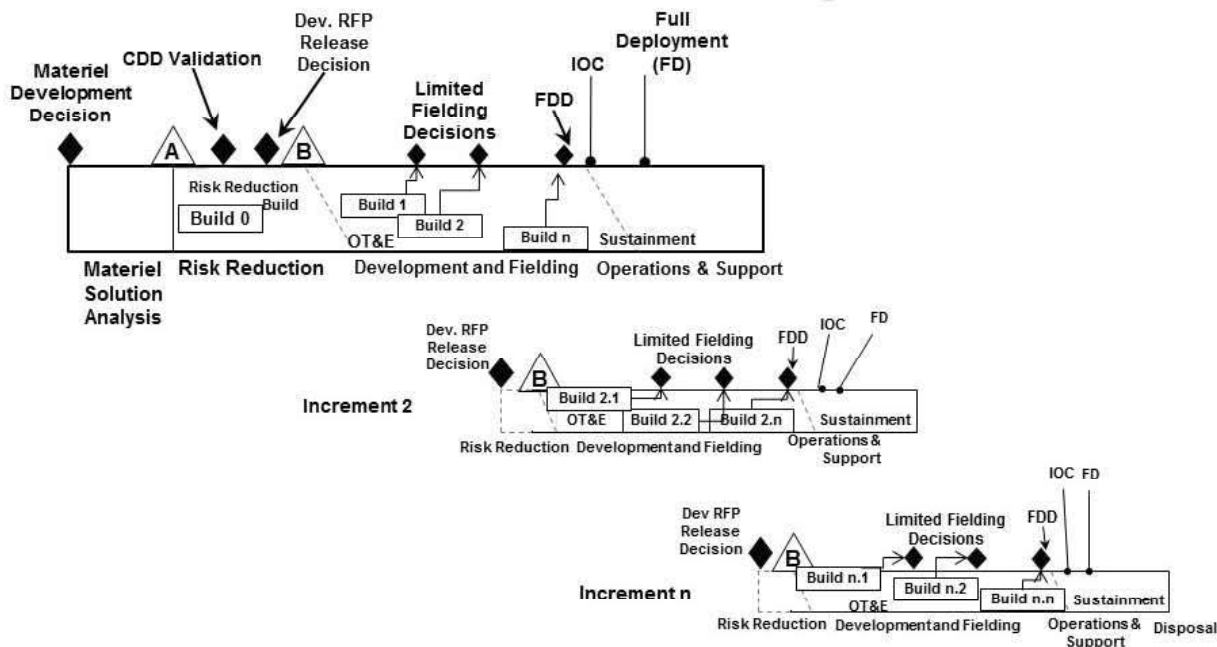 Materiel
Development
Decision
CDD Validation
Dev. RFP
Release
Decision
Limited
Fielding
Decisions
FDD
IOC
Full
Deployment
(FD)
A
B
Risk Reduction
Build
Build 0
Build 1
Build 2
Build n
OT&E
Sustainment
Materiel
Solution
Analysis
Risk Reduction
Development and Fielding
Operations & Support
Increment 2
Dev. RFP
Release
Decision
B
Limited Fielding
Decisions
FDD
IOC
FD
Build 2.1
OT&E
Build 2.2
Build 2.n
Sustainment
Risk Reduction
Development and Fielding
Operations &
Support
Increment n
Dev RFP
Release
Decision
B
Limited Fielding
Decisions
FDD
IOC
FD
Build n.1
Build n.2
Build n.n
OT&E
Sustainment
Risk Reduction
Development and Fielding
Operations &
Support
Disposal